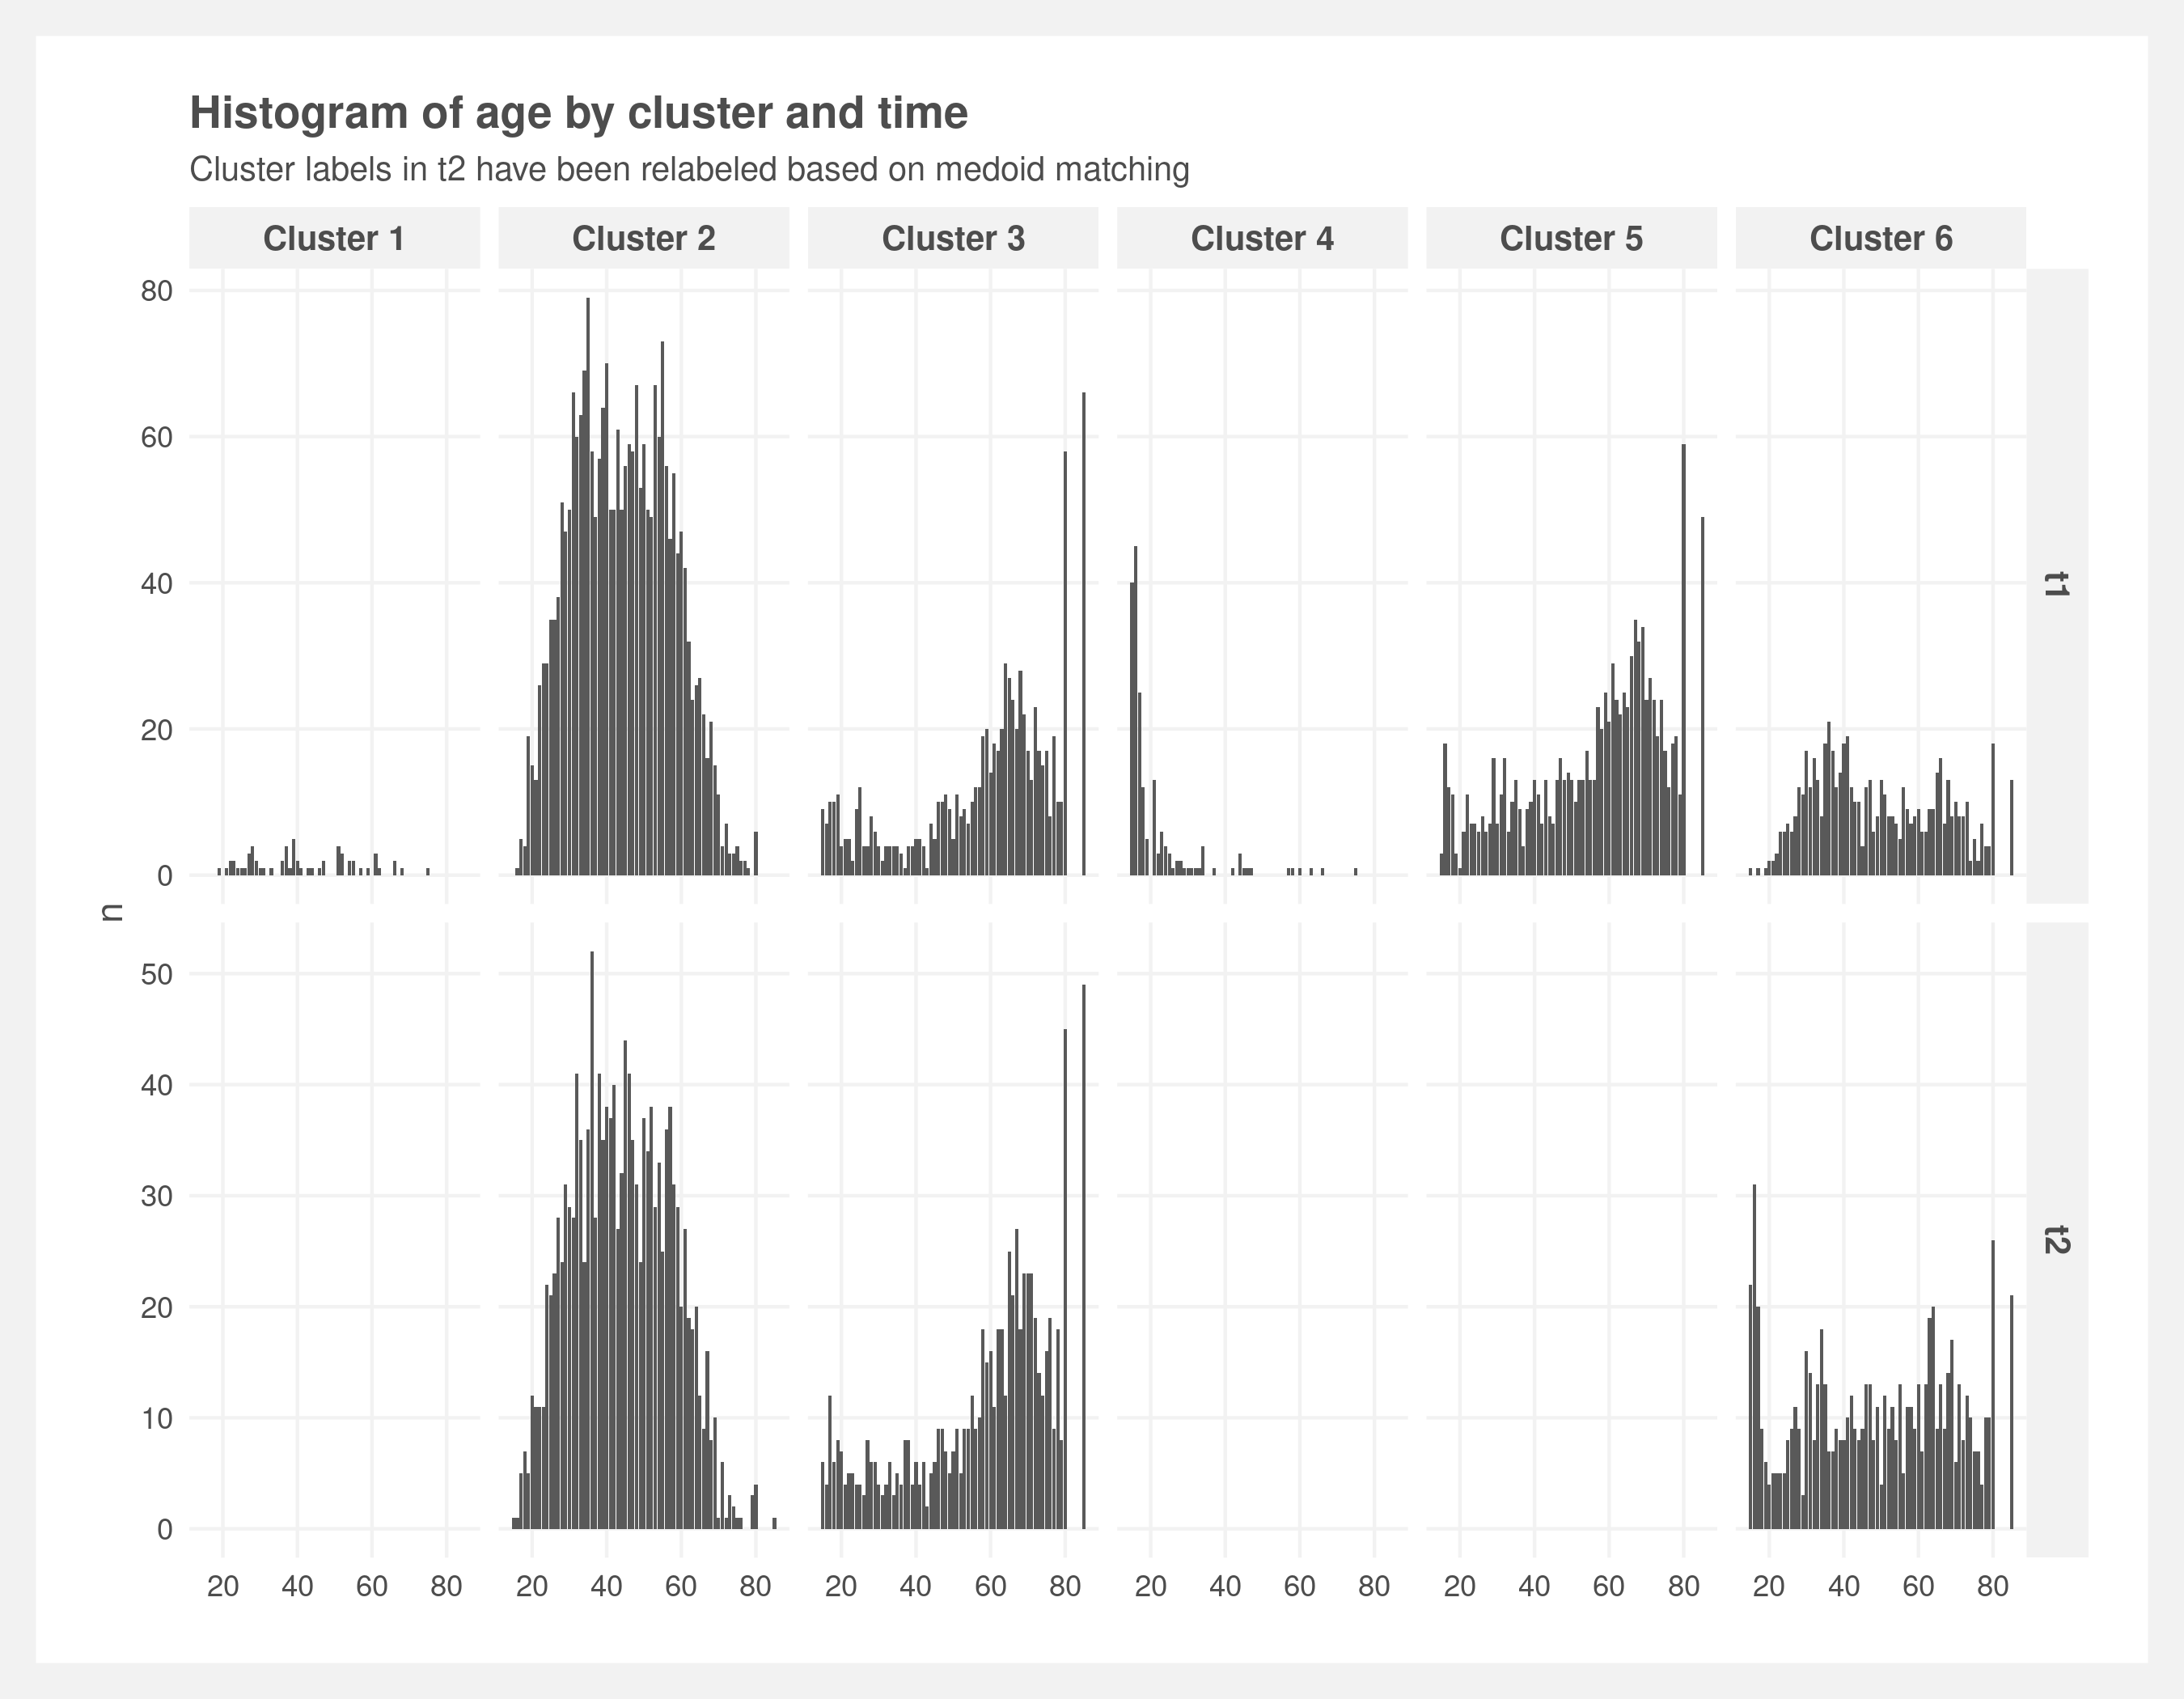 Histogram of age by cluster and time
Cluster labels in t2 have been relabeled based on medoid matching
Cluster 1 Cluster 2 Cluster 3 Cluster 4 Cluster 5 Cluster 6
80
60
40
20
0
t1
n
50
40
30
20
10
0
t2
20 40 60 80 20 40 60 80 20 40 60 80 20 40 60 80 20 40 60 80 20 40 60 80